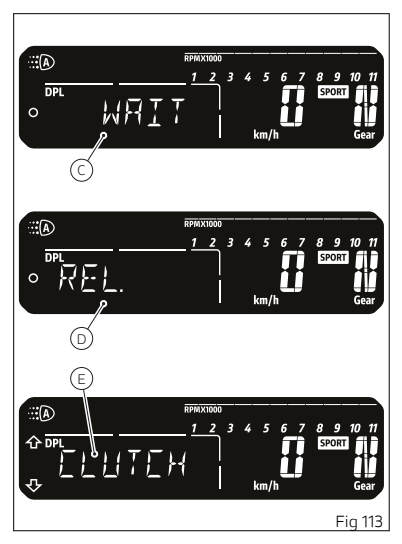 A
RPMX1000
1 2 3 4 5 6 7 8 9 10 11
DPL
SPORT
WAIT
0
N
km/h
Gear
C
A
RPMX1000
1 2 3 4 5 6 7 8 9 10 11
DPL
SPORT
REL.
0
N
km/h
Gear
D
E
A
RPMX1000
1 2 3 4 5 6 7 8 9 10 11
DPL
SPORT
CLUTCH
0
N
km/h
Gear
Fig 113